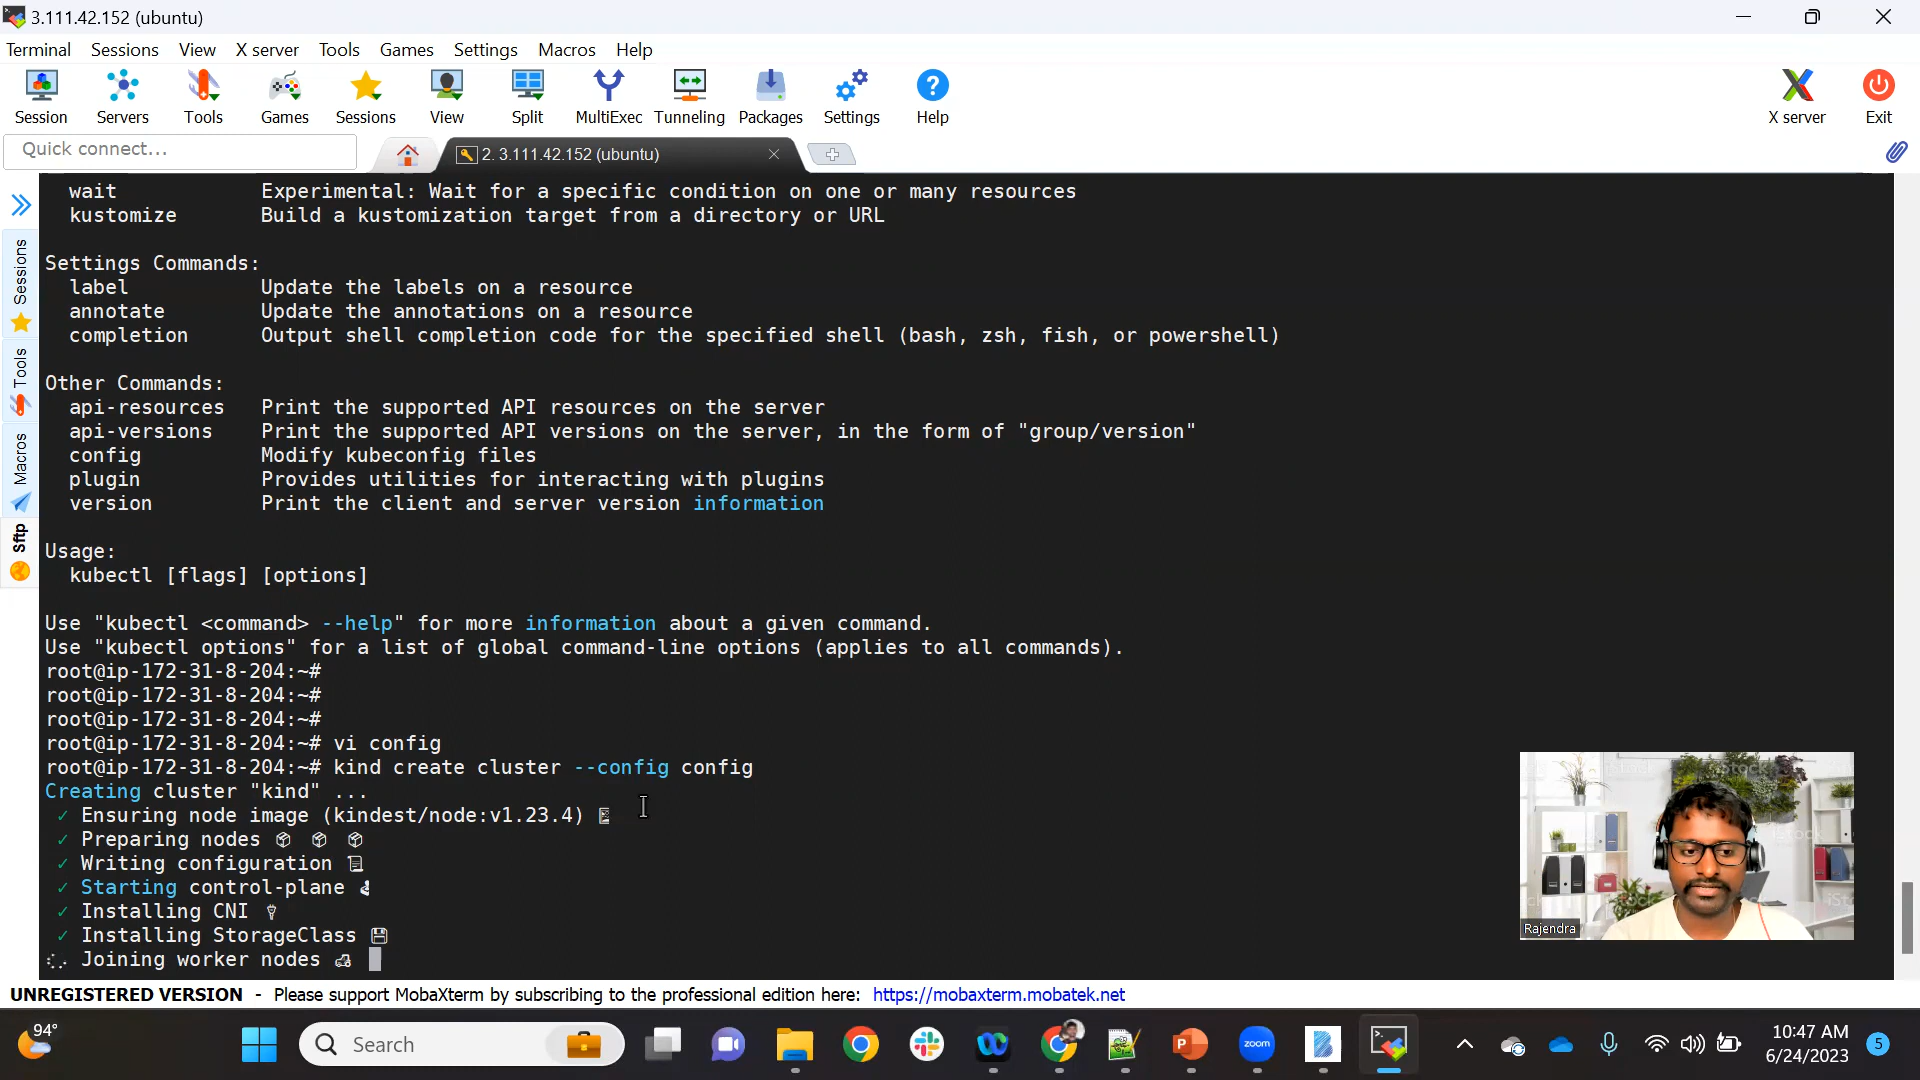 3.111.42.152 (ubuntu)
Terminal Sessions View X server Tools Games Settings Macros Help
Session Servers Tools Games Sessions View Split MultiExec Tunneling Packages Settings Help X server Exit
Quick connect...
2. 3.111.42.152 (ubuntu)
Sessions
Tools
Macros
Sftp
wait Experimental: Wait for a specific condition on one or many resources
kustomize Build a kustomization target from a directory or URL
Settings Commands:
label Update the labels on a resource
annotate Update the annotations on a resource
completion Output shell completion code for the specified shell (bash, zsh, fish, or powershell)
Other Commands:
api-resources Print the supported API resources on the server
api-versions Print the supported API versions on the server, in the form of "group/version"
config Modify kubeconfig files
plugin Provides utilities for interacting with plugins
version Print the client and server version information
Usage:
kubectl [flags] [options]
Use "kubectl <command> --help" for more information about a given command.
Use "kubectl options" for a list of global command-line options (applies to all commands).
root@ip-172-31-8-204:~#
root@ip-172-31-8-204:~#
root@ip-172-31-8-204:~#
root@ip-172-31-8-204:~# vi config
root@ip-172-31-8-204:~# kind create cluster --config config
Creating cluster "kind" ...
✓ Ensuring node image (kindest/node:v1.23.4)
✓ Preparing nodes
✓ Writing configuration
✓ Starting control-plane
✓ Installing CNI
✓ Installing StorageClass
Joining worker nodes
Rajendra
UNREGISTERED VERSION - Please support MobaXterm by subscribing to the professional edition here: https://mobaxterm.mobatek.net
94°
Search
zoom
10:47 AM
6/24/2023
5